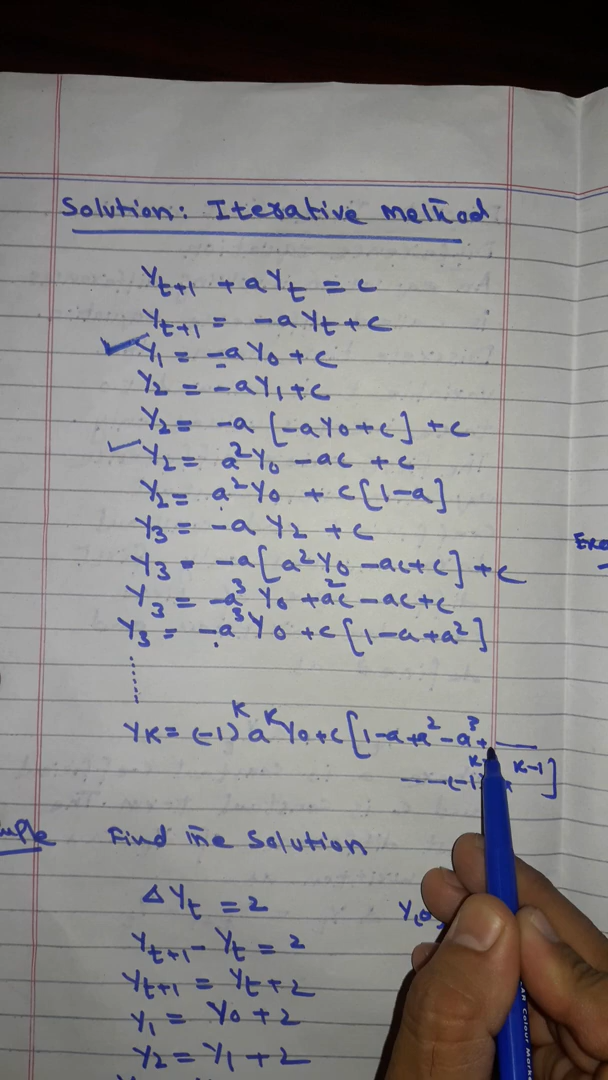 Solution: Iterative method
Yt+1 + aYt = c
Yt+1 = -aYt + c
Y1 = -aY0 + c
Y2 = -aY1 + c
Y2 = -a [-aY0+c] + c
Y2 = a²Y0 - ac + c
Y2 = a²Y0 + c[1-a]
Y3 = -a Y2 + c
Y3 = -a[a²Y0 - ac+c] + c
Y3 = -a³Y0 + a²c - ac + c
Y3 = -a³Y0 + c[1-a+a²]
YK = (-1)ᴷ aᴷ Y0 + c[1-a+a²-a³+
K-1]
Find the Solution
ΔYt = 2
Yt+1 - Yt = 2
Yt+1 = Yt + 2
Y1 = Y0 + 2
Y2 = Y1 + 2